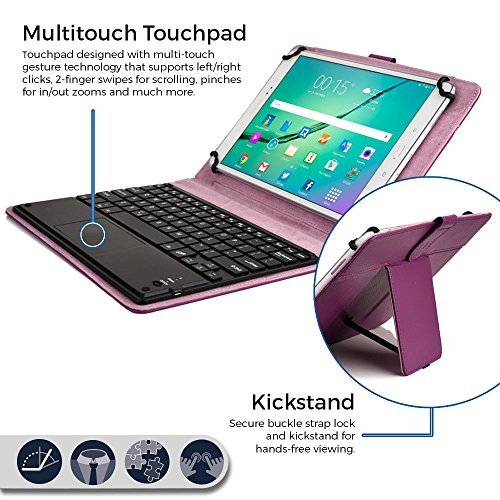 Multitouch Touchpad
Touchpad designed with multi-touch
gesture technology that supports left/right
clicks, 2-finger swipes for scrolling, pinches
for in/out zooms and much more.
00:15
Kickstand
Secure buckle strap lock
and kickstand for
hands-free viewing.